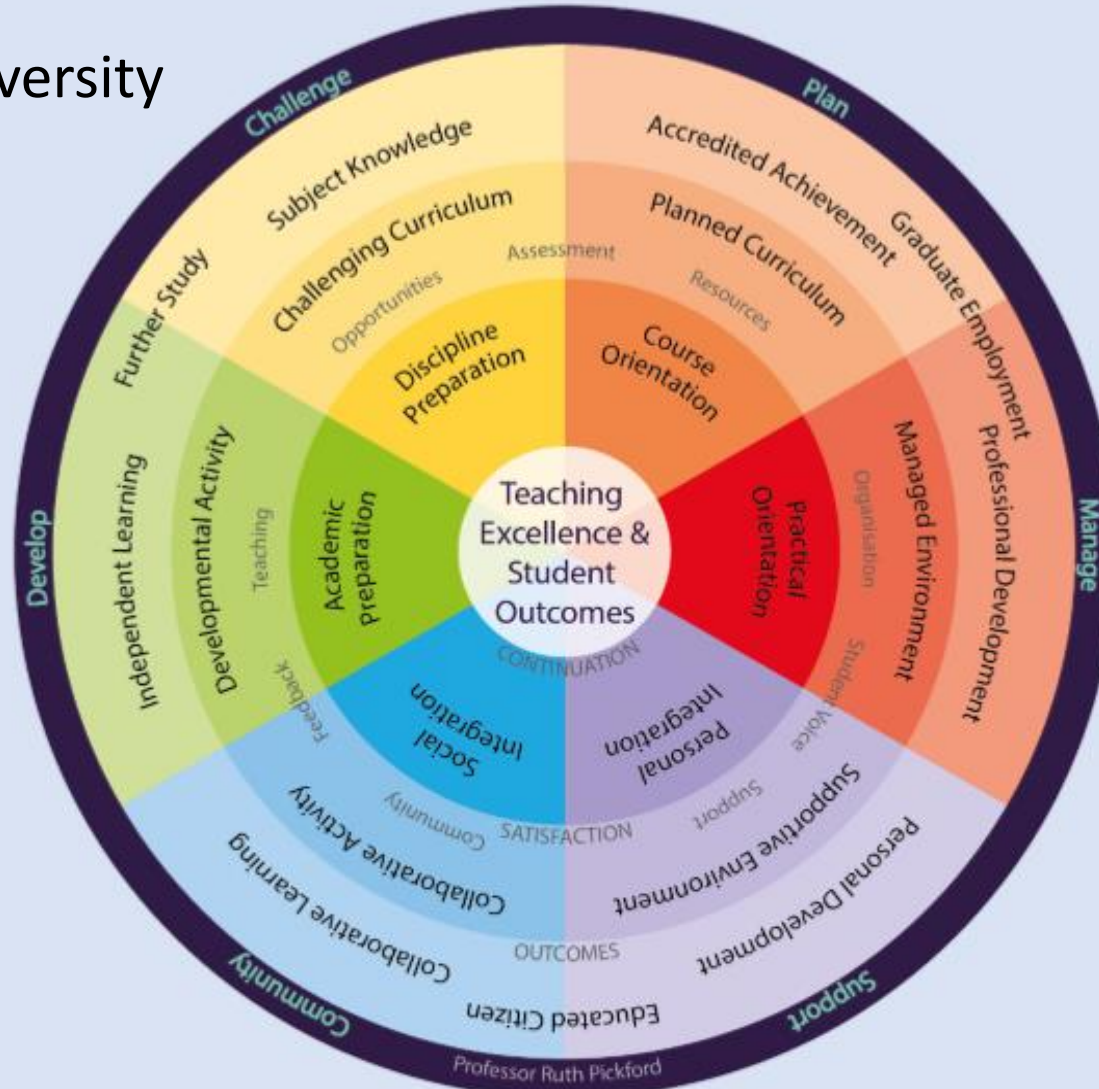 versity
Challenge
Plan
Manage
Support
Community
Develop
Subject Knowledge
Accredited Achievement
Graduate Employment
Professional Development
Personal Development
Educated Citizen
Collaborative Learning
Independent Learning
Further Study
Challenging Curriculum
Planned Curriculum
Managed Environment
Supportive Environment
Collaborative Activity
Developmental Activity
Assessment
Resources
Organisation
Student Voice
Support
Community
Feedback
Teaching
Opportunities
Discipline
Preparation
Course
Orientation
Practical
Orientation
Personal
Integration
Social
Integration
Academic
Preparation
Teaching
Excellence &
Student
Outcomes
CONTINUATION
SATISFACTION
OUTCOMES
Professor Ruth Pickford